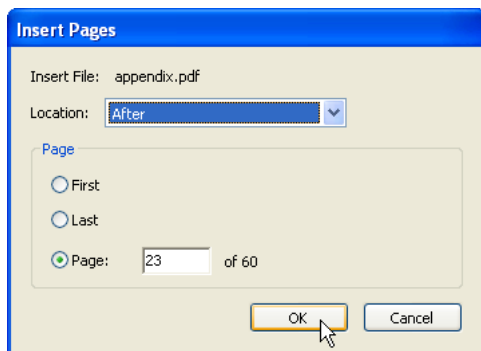 Insert Pages
Insert File: appendix.pdf
Location: After
Page
First
Last
Page: 23 of 60
OK Cancel